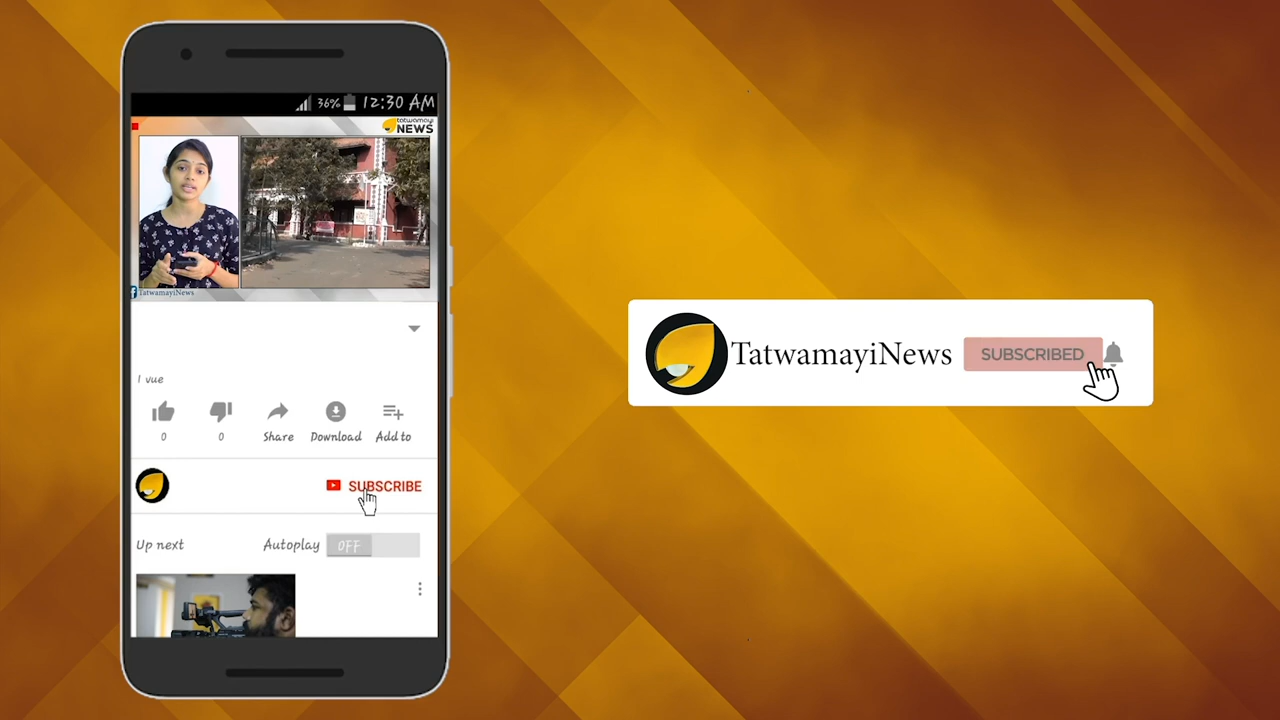 36% 12:30 AM
tatwamayi
NEWS
TatwamayiNews
1 vue
0 0 Share Download Add to
SUBSCRIBE
Up next Autoplay OFF
TatwamayiNews SUBSCRIBED